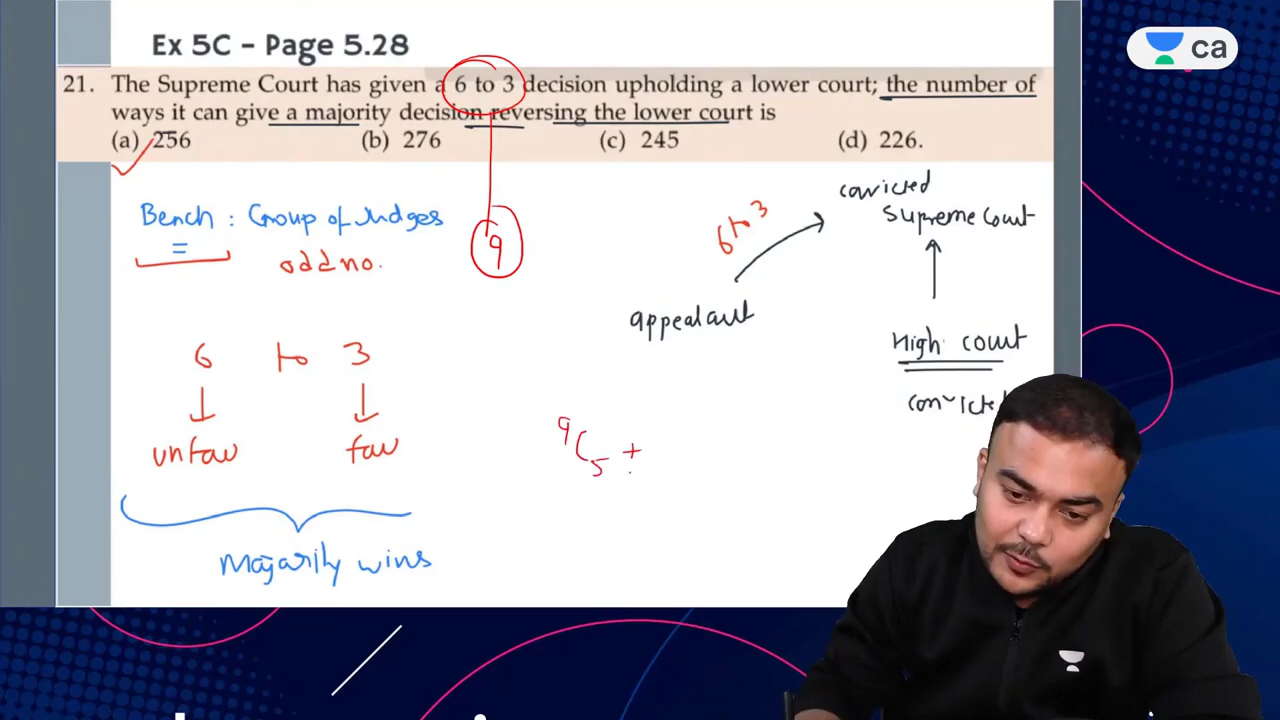 Ex 5C - Page 5.28
ca
21. The Supreme Court has given a 6 to 3 decision upholding a lower court; the number of
ways it can give a majority decision reversing the lower court is
(a) 256 (b) 276 (c) 245 (d) 226.
Bench : Group of Judges
=
odd no.
9
6 to 3
convicted
Supreme Court
appealant
High court
convicted
6 to 3
unfav fav
9C5 +
Majarily wins